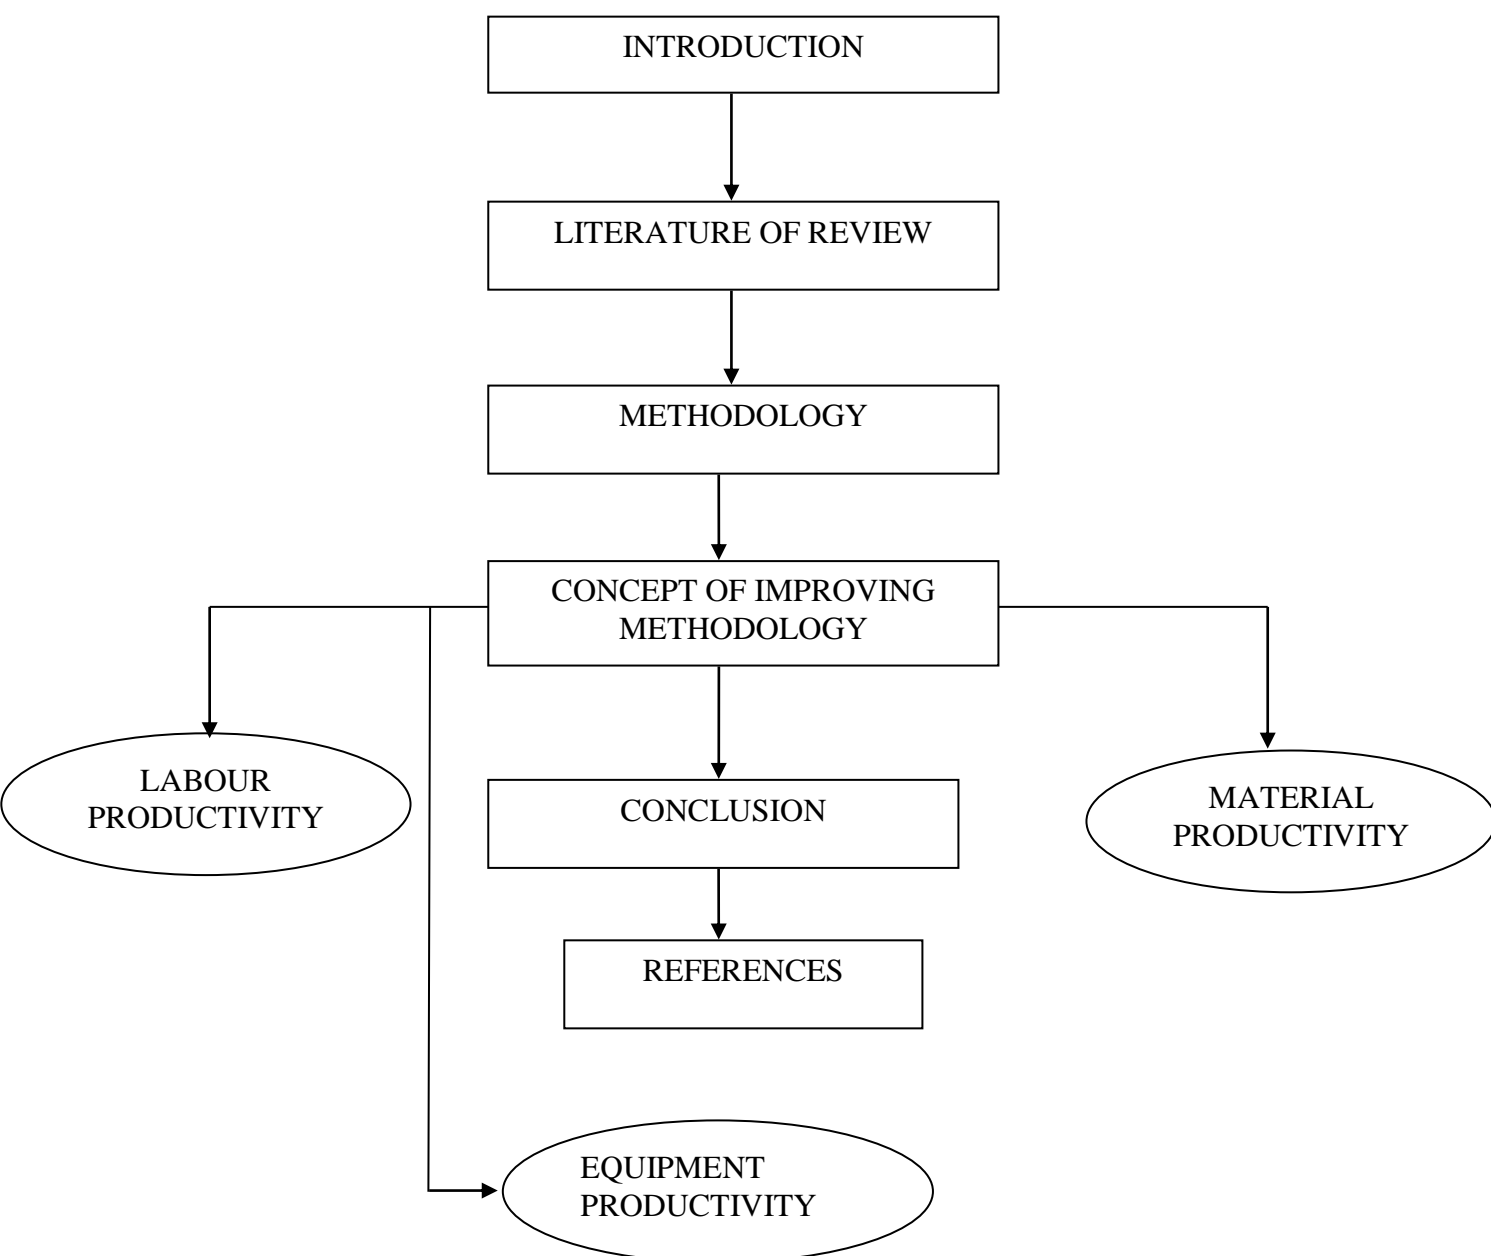 INTRODUCTION
LITERATURE OF REVIEW
METHODOLOGY
CONCEPT OF IMPROVING
METHODOLOGY
LABOUR
PRODUCTIVITY
CONCLUSION
MATERIAL
PRODUCTIVITY
REFERENCES
EQUIPMENT
PRODUCTIVITY